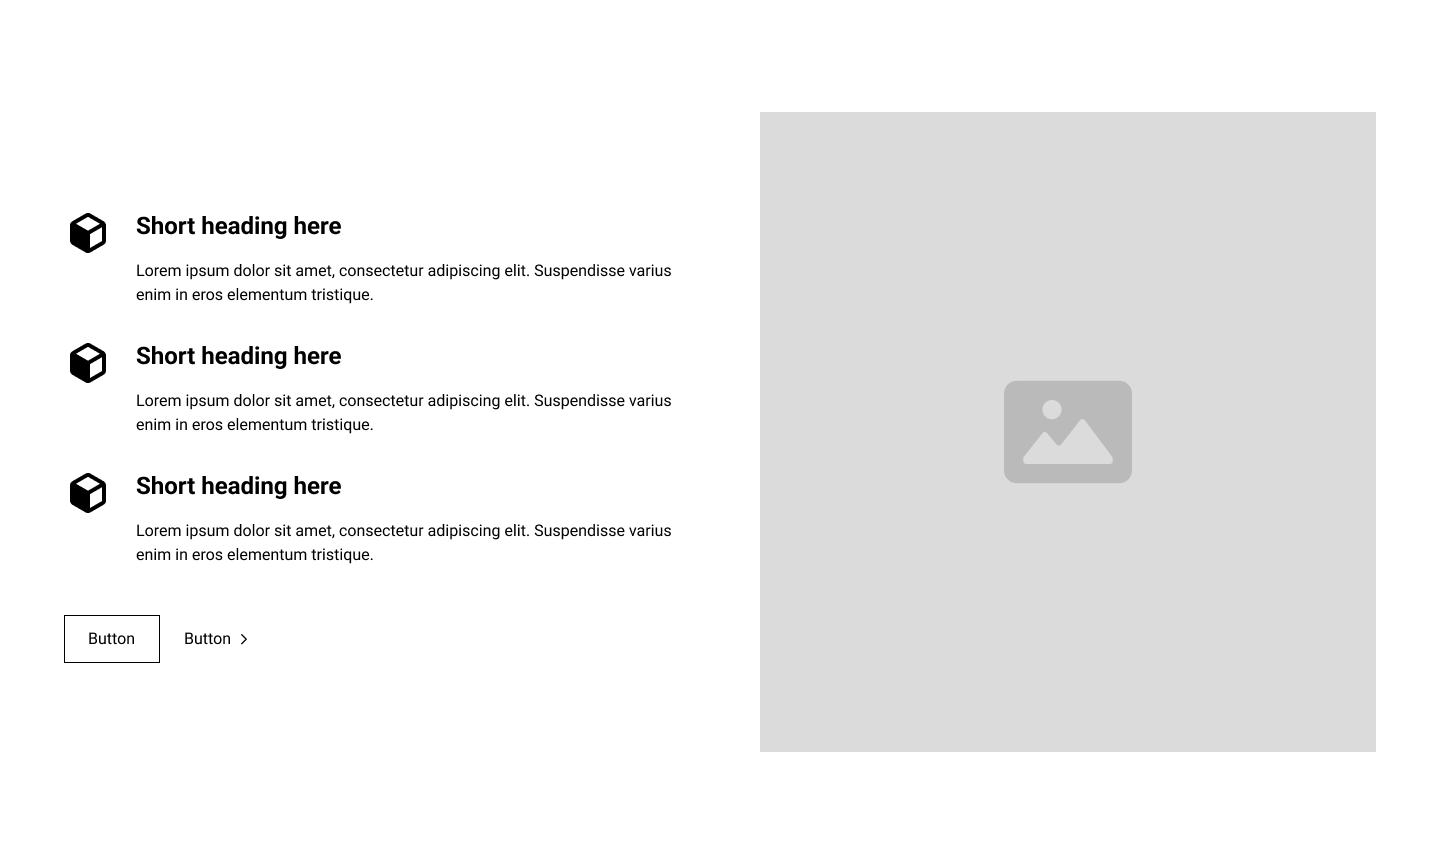 Short heading here
Lorem ipsum dolor sit amet, consectetur adipiscing elit. Suspendisse varius
enim in eros elementum tristique.
Short heading here
Lorem ipsum dolor sit amet, consectetur adipiscing elit. Suspendisse varius
enim in eros elementum tristique.
Short heading here
Lorem ipsum dolor sit amet, consectetur adipiscing elit. Suspendisse varius
enim in eros elementum tristique.
Button
Button